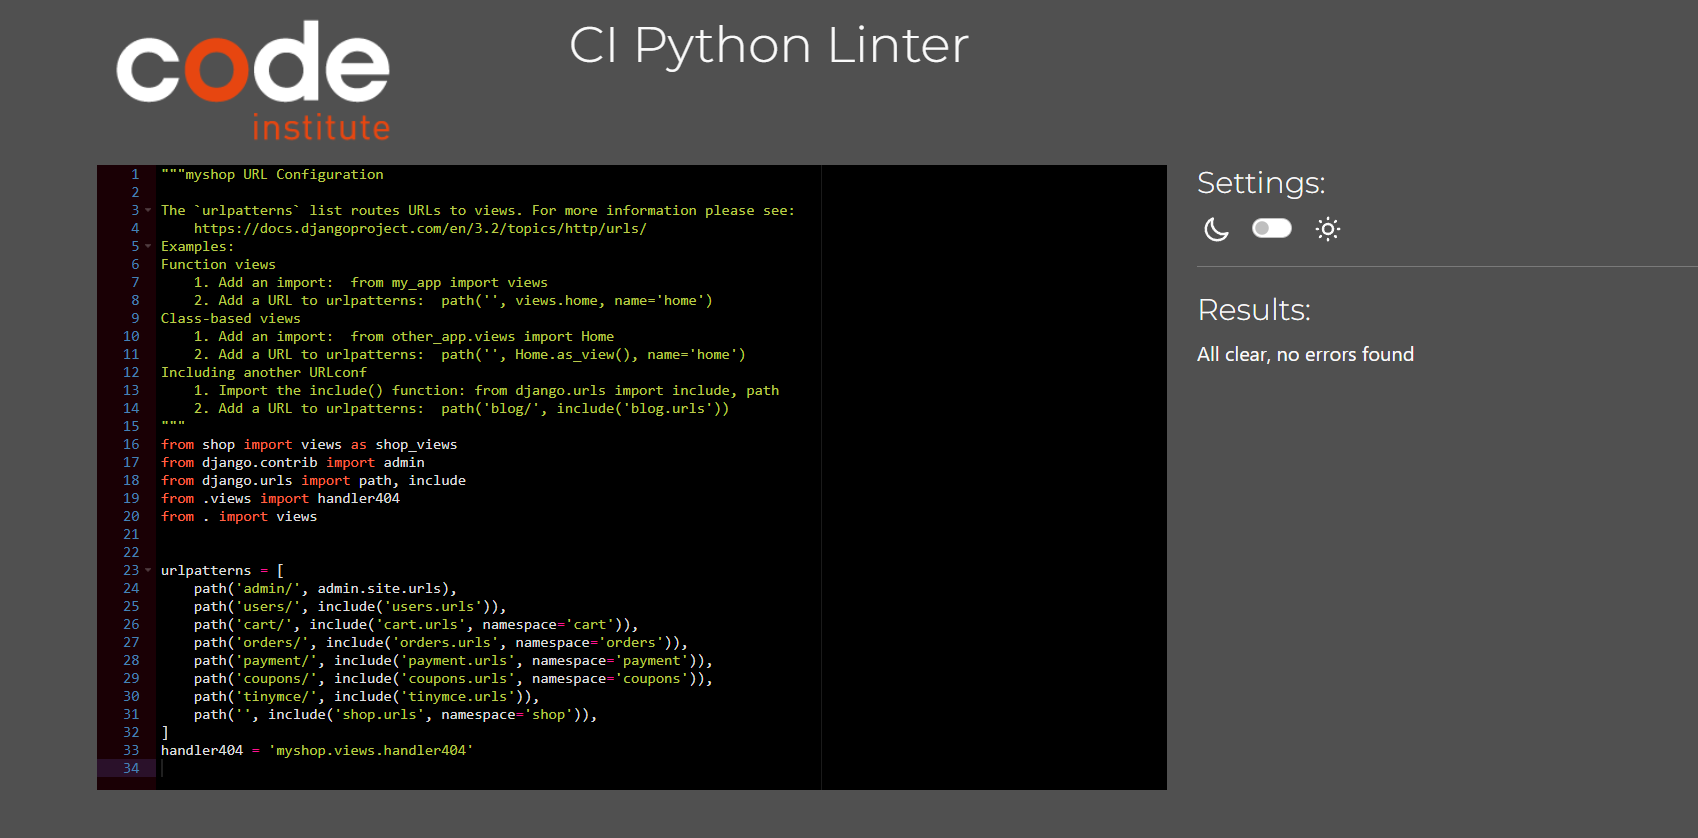 code
institute
CI Python Linter
1 """myshop URL Configuration
2
3 The `urlpatterns` list routes URLs to views. For more information please see:
4     https://docs.djangoproject.com/en/3.2/topics/http/urls/
5 Examples:
6 Function views
7     1. Add an import:  from my_app import views
8     2. Add a URL to urlpatterns:  path('', views.home, name='home')
9 Class-based views
10     1. Add an import:  from other_app.views import Home
11     2. Add a URL to urlpatterns:  path('', Home.as_view(), name='home')
12 Including another URLconf
13     1. Import the include() function: from django.urls import include, path
14     2. Add a URL to urlpatterns:  path('blog/', include('blog.urls'))
15 """
16 from shop import views as shop_views
17 from django.contrib import admin
18 from django.urls import path, include
19 from .views import handler404
20 from . import views
21
22
23 urlpatterns = [
24     path('admin/', admin.site.urls),
25     path('users/', include('users.urls')),
26     path('cart/', include('cart.urls', namespace='cart')),
27     path('orders/', include('orders.urls', namespace='orders')),
28     path('payment/', include('payment.urls', namespace='payment')),
29     path('coupons/', include('coupons.urls', namespace='coupons')),
30     path('tinymce/', include('tinymce.urls')),
31     path('', include('shop.urls', namespace='shop')),
32 ]
33 handler404 = 'myshop.views.handler404'
34
Settings:
Results:
All clear, no errors found